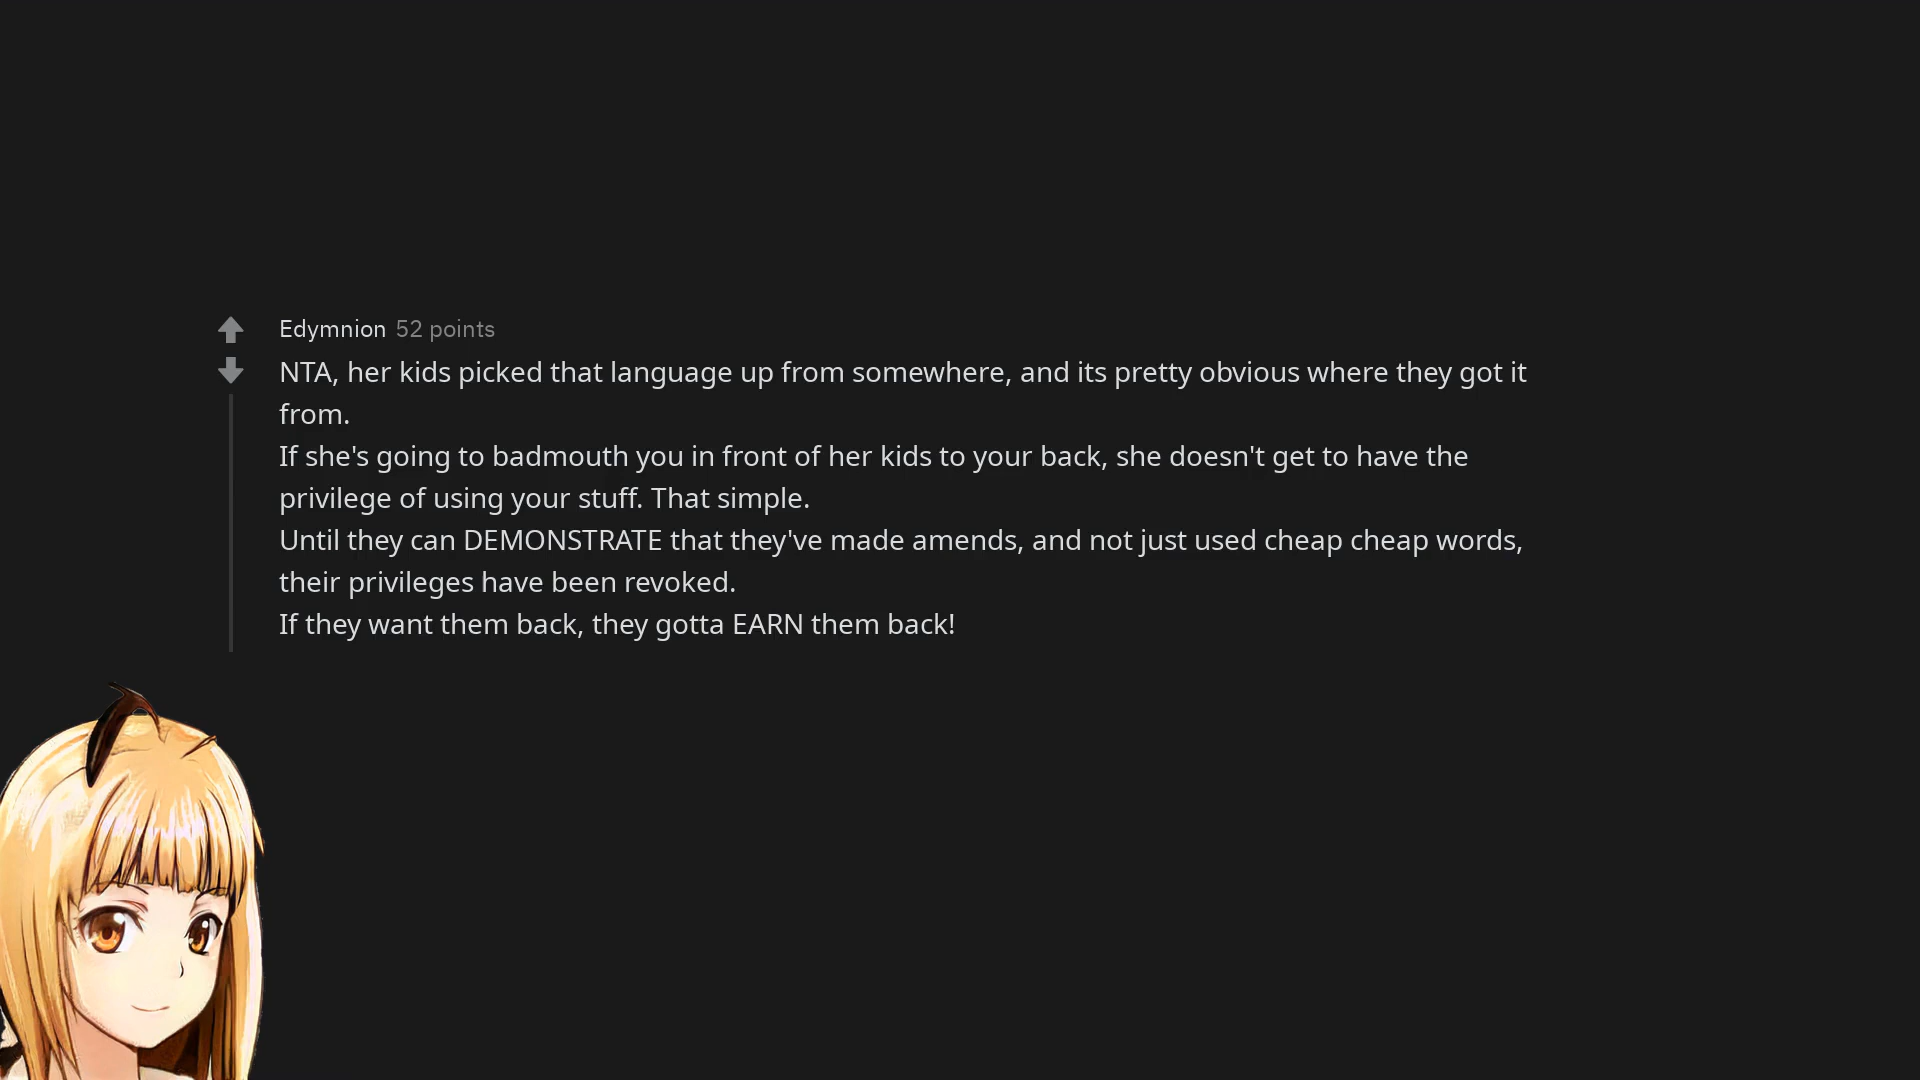 Edymnion 52 points
NTA, her kids picked that language up from somewhere, and its pretty obvious where they got it
from.
If she's going to badmouth you in front of her kids to your back, she doesn't get to have the
privilege of using your stuff. That simple.
Until they can DEMONSTRATE that they've made amends, and not just used cheap cheap words,
their privileges have been revoked.
If they want them back, they gotta EARN them back!